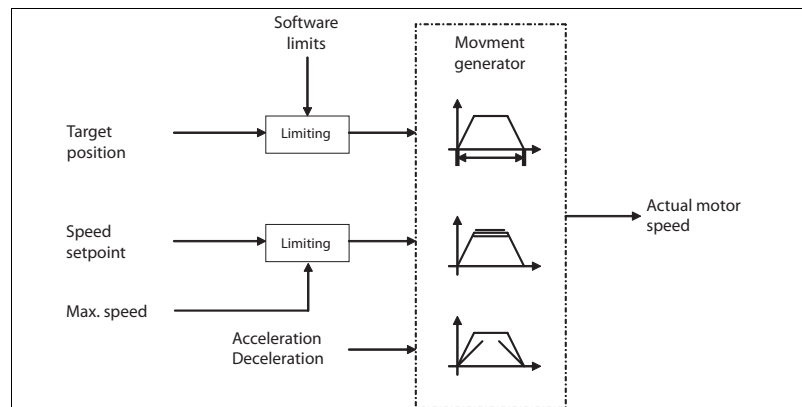 Software
limits
Movment
generator
Target
position
Limiting
Actual motor
speed
Speed
setpoint
Limiting
Max. speed
Acceleration
Deceleration